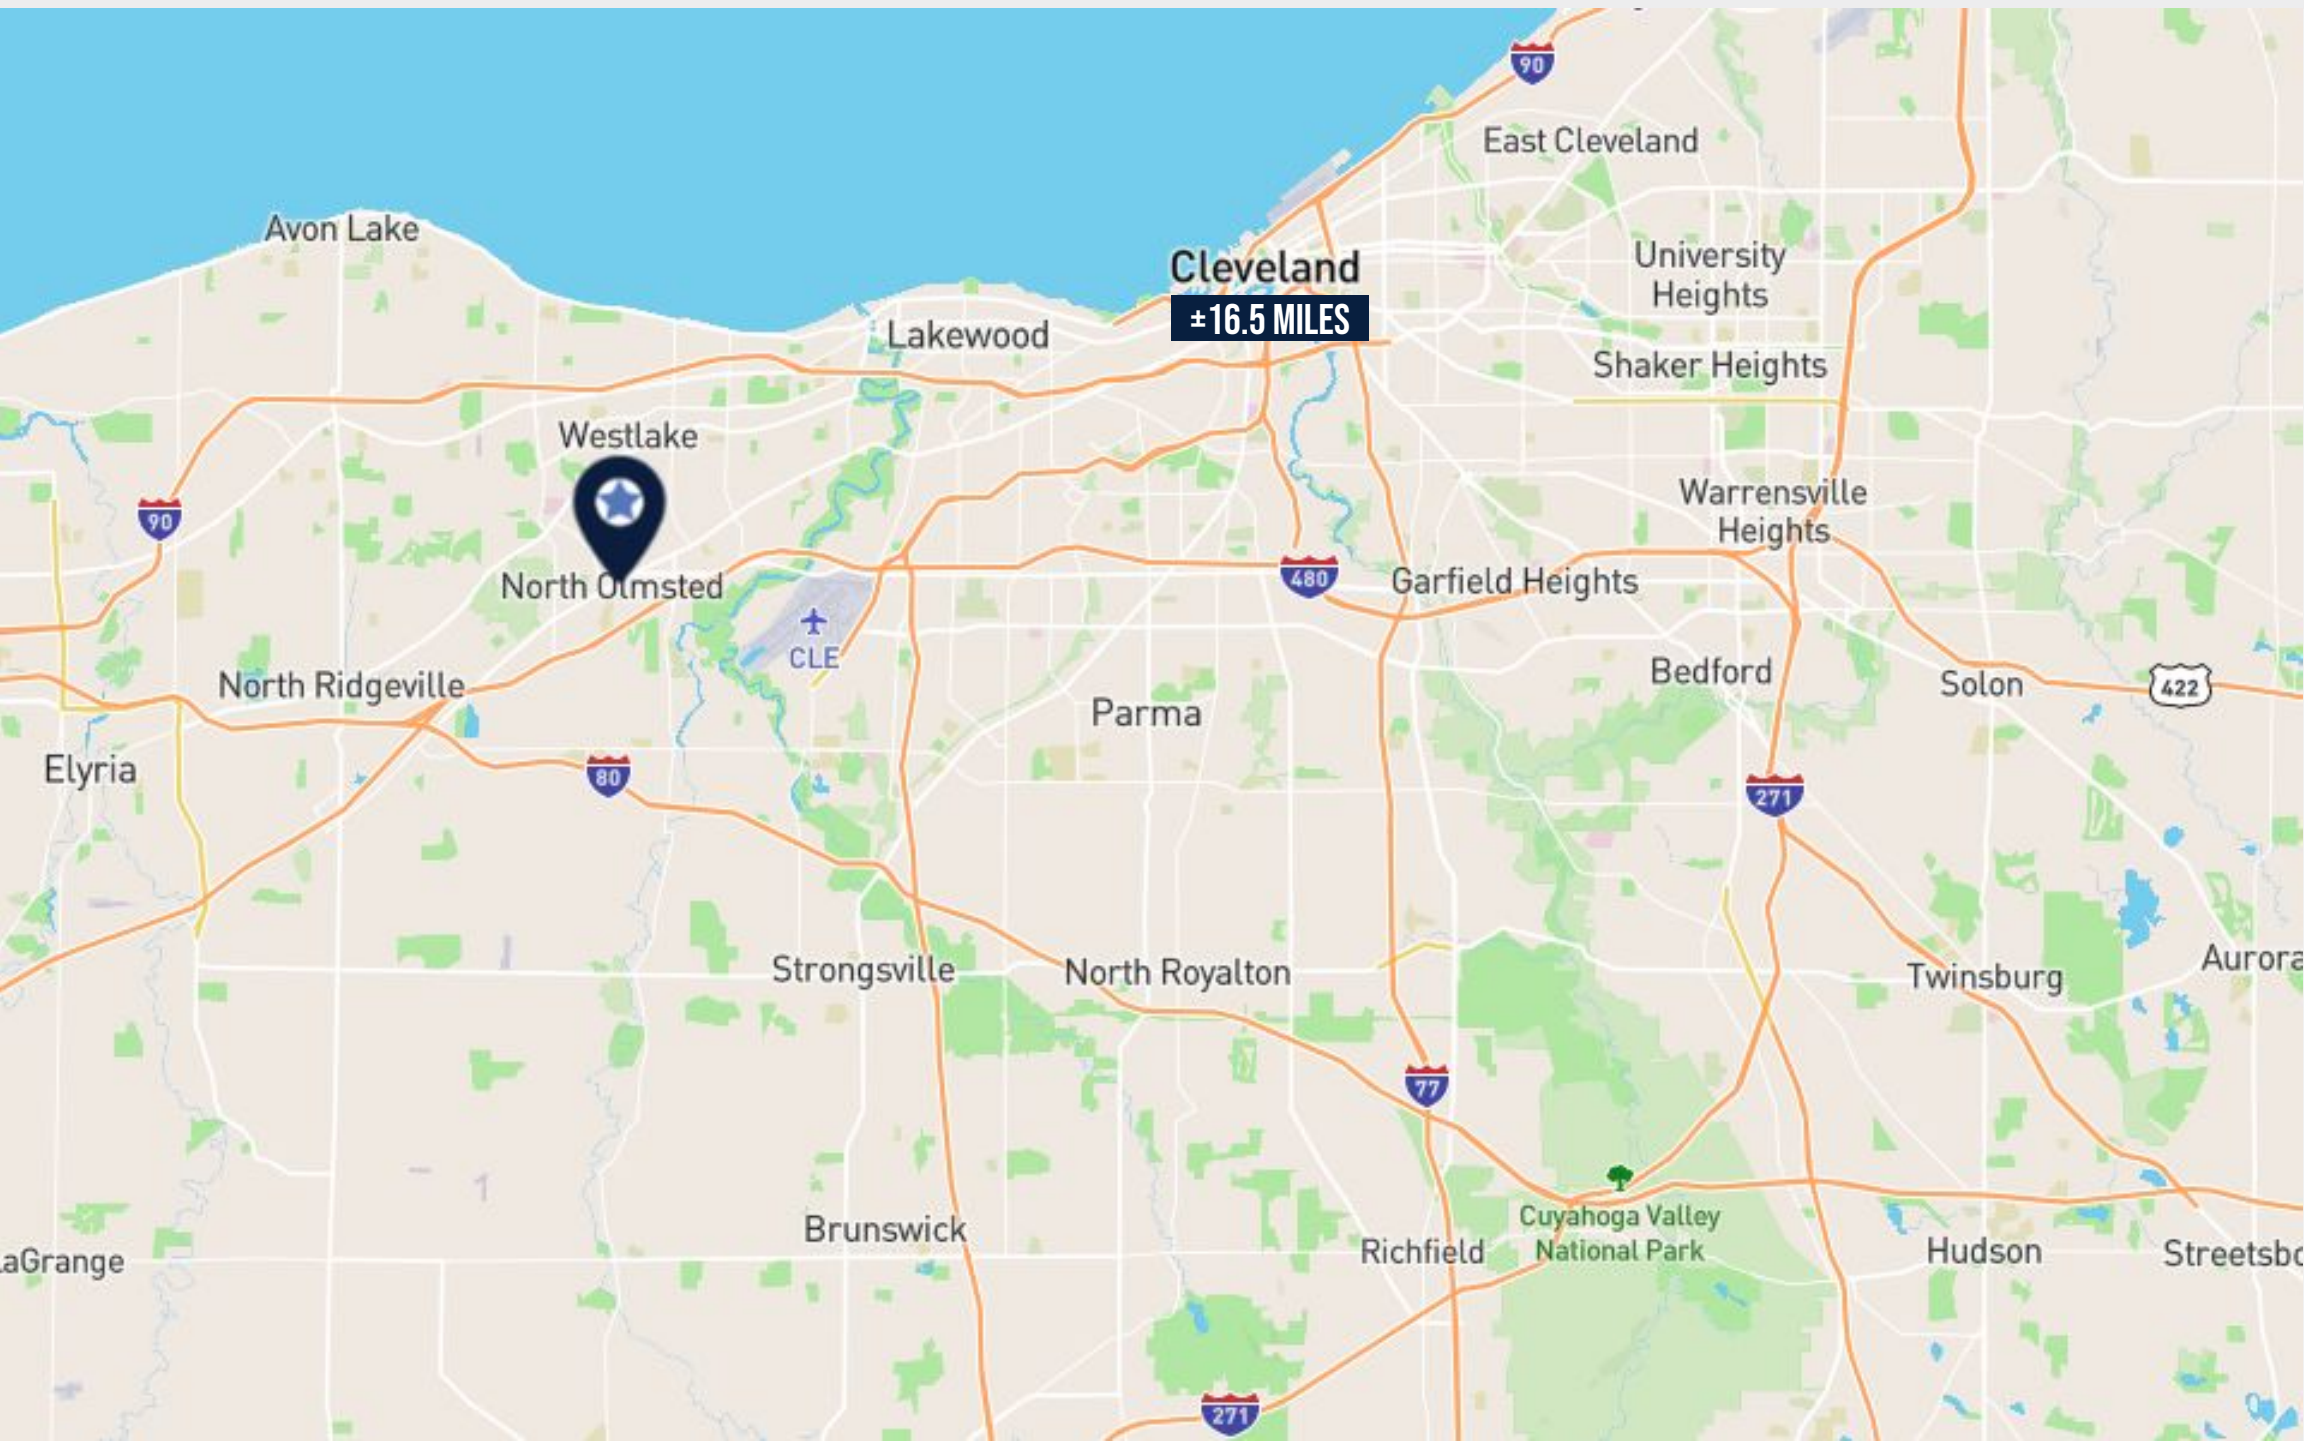 90
East Cleveland
Avon Lake
Cleveland
±16.5 MILES
University
Heights
Lakewood
Shaker Heights
Westlake
90
Warrensville
Heights
North Olmsted
480
Garfield Heights
CLE
North Ridgeville
Bedford
Solon
422
Parma
Elyria
80
271
Strongsville
North Royalton
Twinsburg
Aurora
77
Brunswick
Cuyahoga Valley
National Park
Richfield
Hudson
Streetsbo
aGrange
271